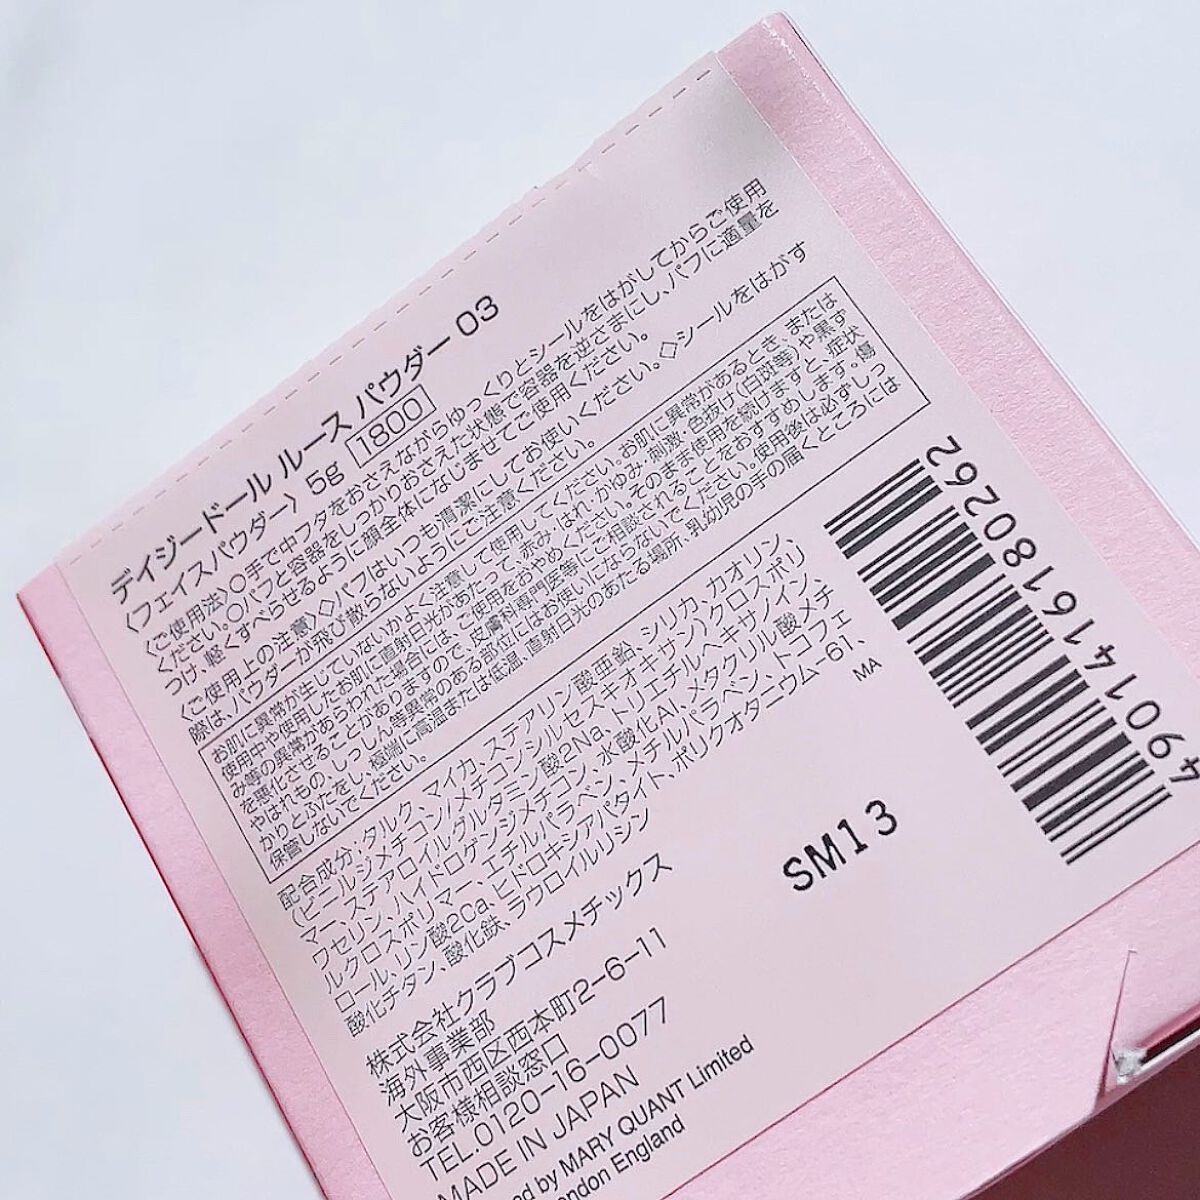 デイジードール ルース パウダー 03
〈フェイスパウダー〉 5g 1800
〈ご使用法〉○手で中フタをおさえながらゆっくりとシールをはがしてからご使用
ください。○パフと容器をしっかりおさえた状態で容器を逆さまにし、パフに適量を
つけ、軽くすべらせるように顔全体になじませてご使用ください。
〈ご使用上の注意〉◇パフはいつも清潔にしてお使いください。◇シールをはがす
際は、パウダーが飛び散らないようにご注意ください。
お肌に異常が生じていないかよく注意して使用してください。お肌に異常があるとき、または
使用中や使用したお肌に直射日光があたって、赤み・はれ・かゆみ・刺激・色抜け(白斑等)や黒ず
み等の異常があらわれた場合には、ご使用をおやめください。そのまま使用を続けますと、症状
を悪化させることがありますので、皮膚科専門医等にご相談されることをおすすめします。傷
やはれもの、しっしん等異常のある部位にはお使いにならないでください。使用後は必ずしっ
かりとふたをし、極端に高温または低温、直射日光のあたる場所、乳幼児の手の届くところには
保管しないでください。
配合成分:タルク、マイカ、ステアリン酸亜鉛、シリカ、カオリン、
(ビニルジメチコン/メチコンシルセスキオキサン)クロスポリ
マー、ステアロイルグルタミン酸2Na、トリエチルヘキサノイン、
ワセリン、ハイドロゲンジメチコン、水酸化Al、メタクリル酸メチ
ルクロスポリマー、エチルパラベン、メチルパラベン、トコフェ
ロール、リン酸2Ca、ヒドロキシアパタイト、ポリクオタニウム-61、
酸化チタン、酸化鉄、ラウロイルリシン
MA
株式会社クラブコスメチックス
海外事業部
大阪市西区西本町2-6-11
お客様相談窓口
TEL.0120-16-0077
MADE IN JAPAN
by MARY QUANT Limited
London England
SM13
4901416180262